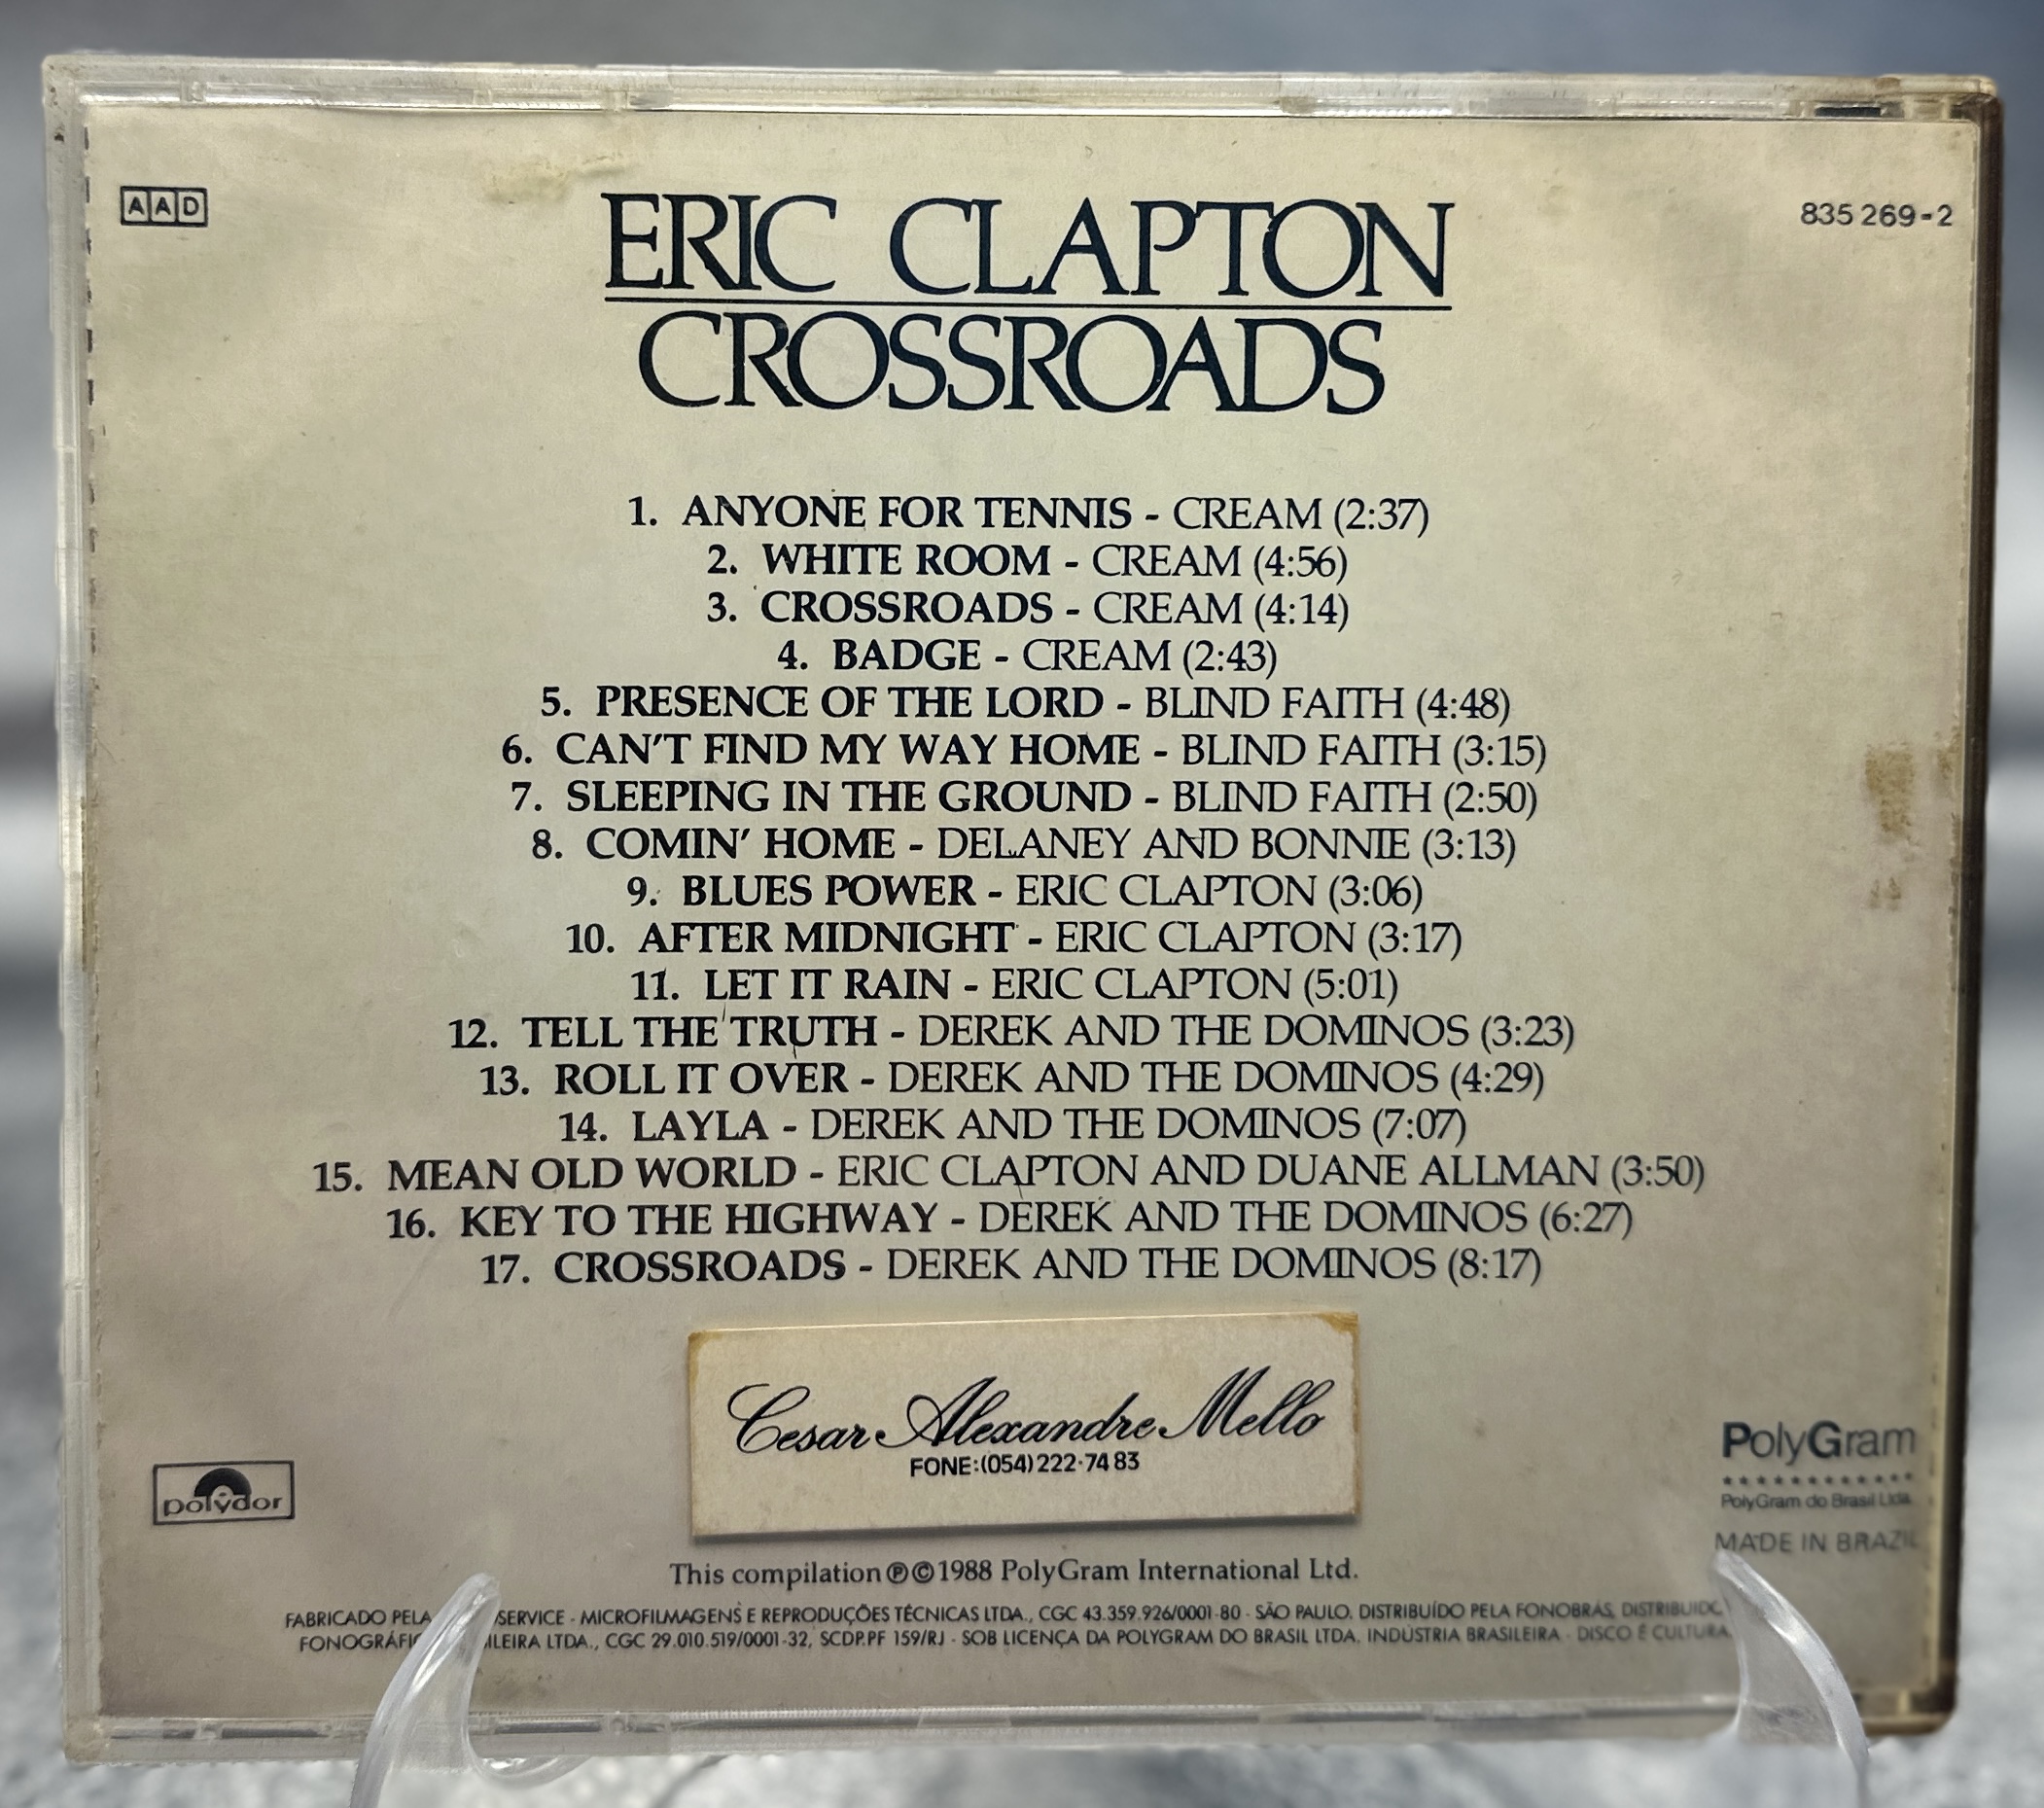 AAD
835 269-2
ERIC CLAPTON
CROSSROADS
1. ANYONE FOR TENNIS - CREAM (2:37)
2. WHITE ROOM - CREAM (4:56)
3. CROSSROADS - CREAM (4:14)
4. BADGE - CREAM (2:43)
5. PRESENCE OF THE LORD - BLIND FAITH (4:48)
6. CAN'T FIND MY WAY HOME - BLIND FAITH (3:15)
7. SLEEPING IN THE GROUND - BLIND FAITH (2:50)
8. COMIN' HOME - DELANEY AND BONNIE (3:13)
9. BLUES POWER - ERIC CLAPTON (3:06)
10. AFTER MIDNIGHT - ERIC CLAPTON (3:17)
11. LET IT RAIN - ERIC CLAPTON (5:01)
12. TELL THE TRUTH - DEREK AND THE DOMINOS (3:23)
13. ROLL IT OVER - DEREK AND THE DOMINOS (4:29)
14. LAYLA - DEREK AND THE DOMINOS (7:07)
15. MEAN OLD WORLD - ERIC CLAPTON AND DUANE ALLMAN (3:50)
16. KEY TO THE HIGHWAY - DEREK AND THE DOMINOS (6:27)
17. CROSSROADS - DEREK AND THE DOMINOS (8:17)
Cesar Alexandre Mello
FONE:(054)222-74 83
polydor
PolyGram
PolyGram do Brasil Ltda.
MADE IN BRAZIL
This compilation ℗©1988 PolyGram International Ltd.
FABRICADO PELA SERVICE - MICROFILMAGENS E REPRODUÇÕES TÉCNICAS LTDA., CGC 43.359.926/0001-80 - SÃO PAULO. DISTRIBUÍDO PELA FONOBRÁS,
LTDA., CGC 29.010.519/0001-32, SCDP.PF 159/RJ - SOB LICENÇA DA POLYGRAM DO BRASIL LTDA. INDÚSTRIA BRASILEIRA - DISCO É CULTURA.